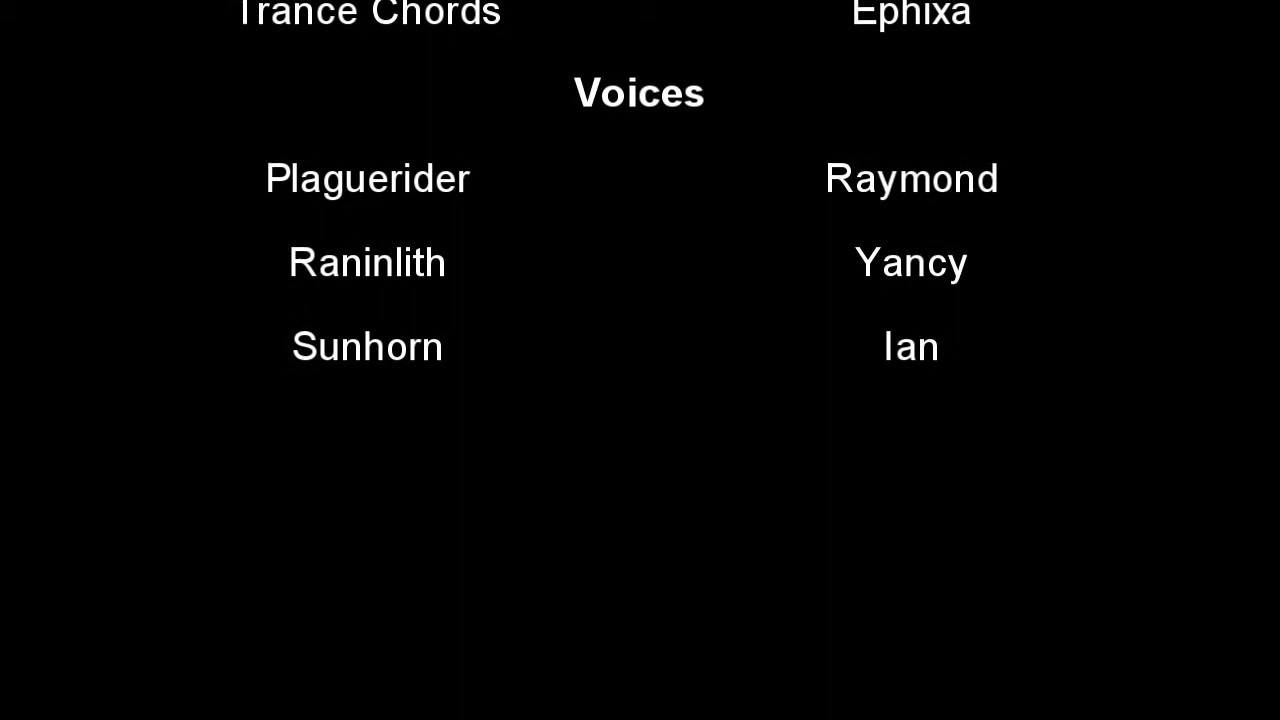 Trance Chords Ephixa
Voices
Plaguerider Raymond
Raninlith Yancy
Sunhorn Ian